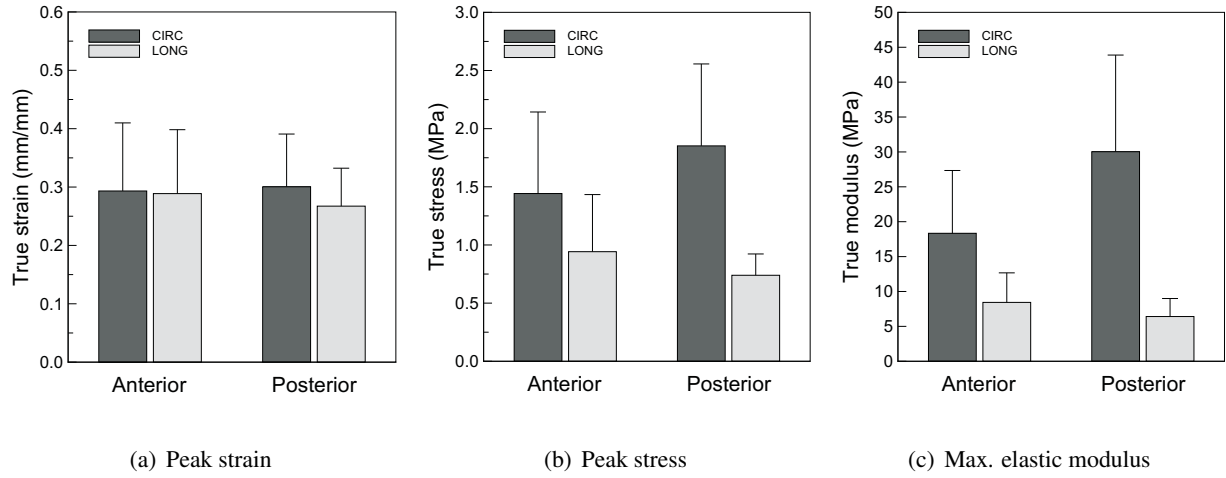 True strain (mm/mm)
0.6
0.5
0.4
0.3
0.2
0.1
0.0
CIRC
LONG
Anterior Posterior
(a) Peak strain
True stress (MPa)
3.0
2.5
2.0
1.5
1.0
0.5
0.0
CIRC
LONG
Anterior Posterior
(b) Peak stress
True modulus (MPa)
50
45
40
35
30
25
20
15
10
5
0
CIRC
LONG
Anterior Posterior
(c) Max. elastic modulus